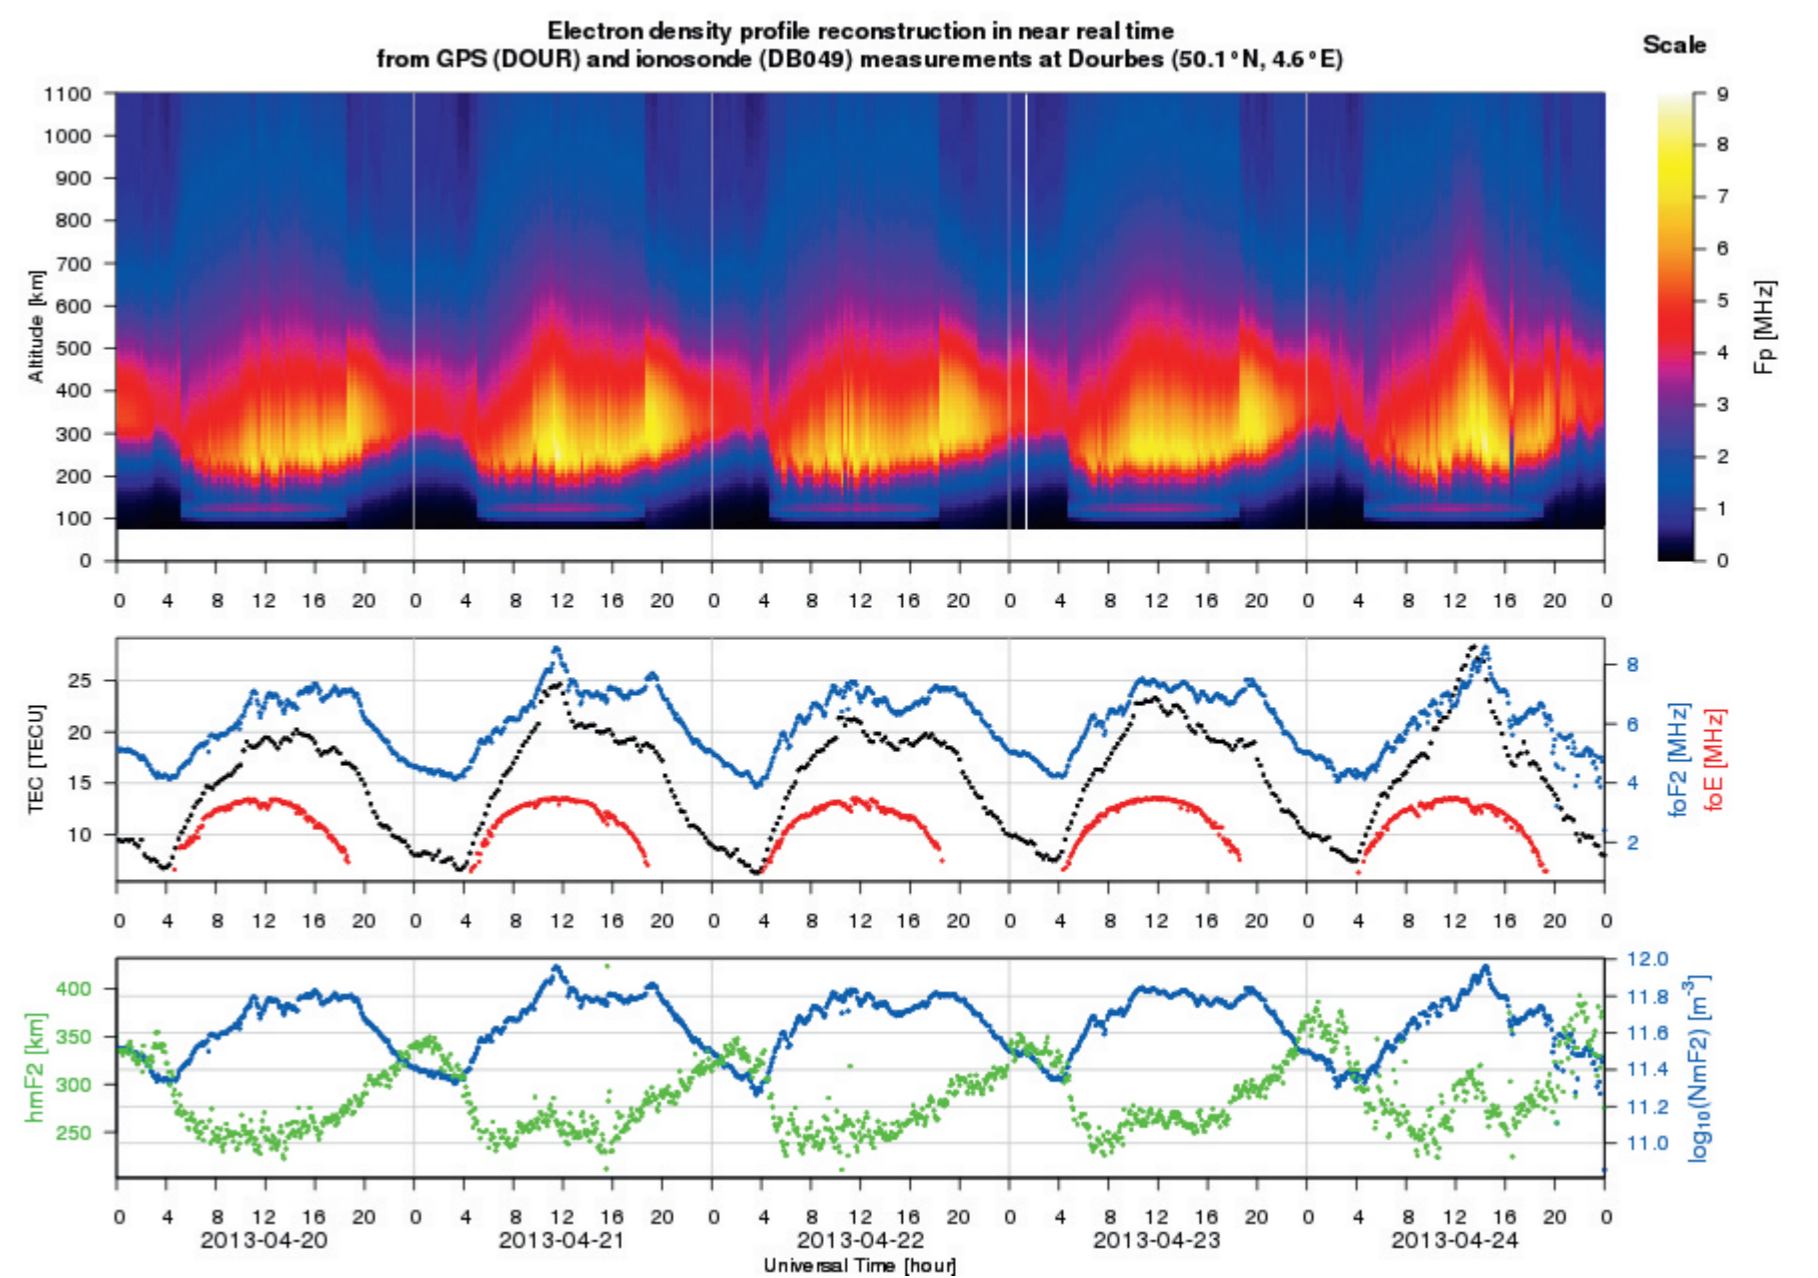 Electron density profile reconstruction in near real time
from GPS (DOUR) and ionosonde (DB049) measurements at Dourbes (50.1°N, 4.6°E)
Scale
1100
1000
900
800
700
600
500
400
300
200
100
0
Altitude [km]
9
8
7
6
5
4
3
2
1
0
Fp [MHz]
0 4 8 12 16 20 0 4 8 12 16 20 0 4 8 12 16 20 0 4 8 12 16 20 0 4 8 12 16 20 0
25
20
15
10
TEC [TECU]
8
6
4
2
foF2 [MHz]
foE [MHz]
0 4 8 12 16 20 0 4 8 12 16 20 0 4 8 12 16 20 0 4 8 12 16 20 0 4 8 12 16 20 0
400
350
300
250
hmF2 [km]
12.0
11.8
11.6
11.4
11.2
11.0
log10(NmF2) [m-3]
0 4 8 12 16 20 0 4 8 12 16 20 0 4 8 12 16 20 0 4 8 12 16 20 0 4 8 12 16 20 0
2013-04-20 2013-04-21 2013-04-22 2013-04-23 2013-04-24
Universal Time [hour]